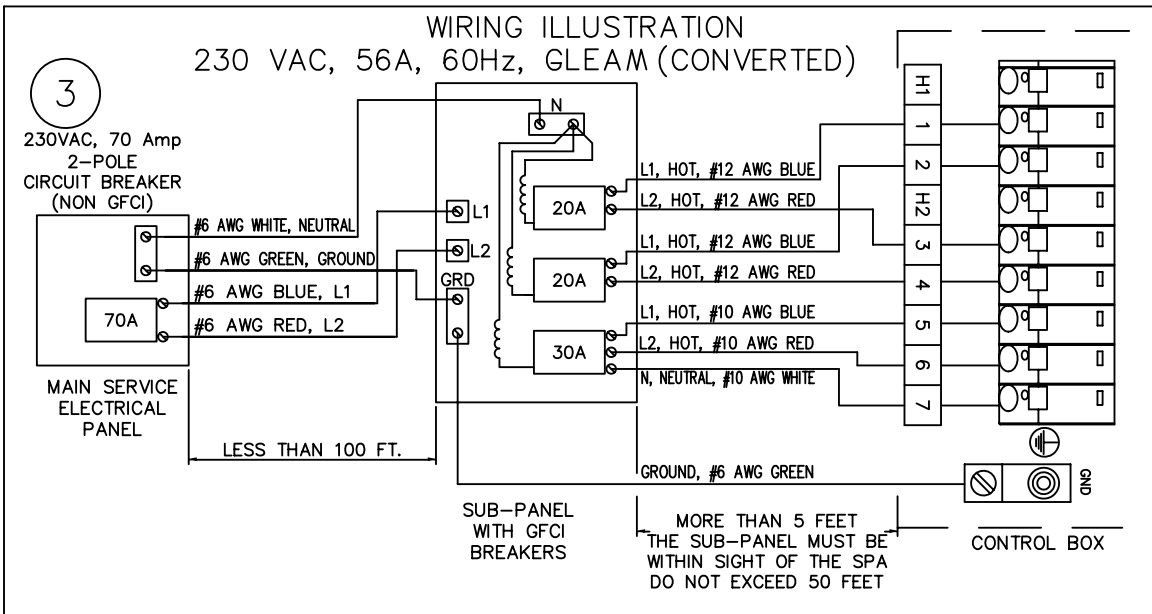 WIRING ILLUSTRATION
230 VAC, 56A, 60Hz, GLEAM (CONVERTED)
3
230VAC, 70 Amp
2-POLE
CIRCUIT BREAKER
(NON GFCI)
#6 AWG WHITE, NEUTRAL
#6 AWG GREEN, GROUND
#6 AWG BLUE, L1
#6 AWG RED, L2
70A
MAIN SERVICE
ELECTRICAL
PANEL
LESS THAN 100 FT.
N
L1
L2
GRD
20A
20A
30A
SUB-PANEL
WITH GFCI
BREAKERS
L1, HOT, #12 AWG BLUE
L2, HOT, #12 AWG RED
L1, HOT, #12 AWG BLUE
L2, HOT, #12 AWG RED
L1, HOT, #10 AWG BLUE
L2, HOT, #10 AWG RED
N, NEUTRAL, #10 AWG WHITE
GROUND, #6 AWG GREEN
MORE THAN 5 FEET
THE SUB-PANEL MUST BE
WITHIN SIGHT OF THE SPA
DO NOT EXCEED 50 FEET
H1
1
2
H2
3
4
5
6
7
GND
CONTROL BOX